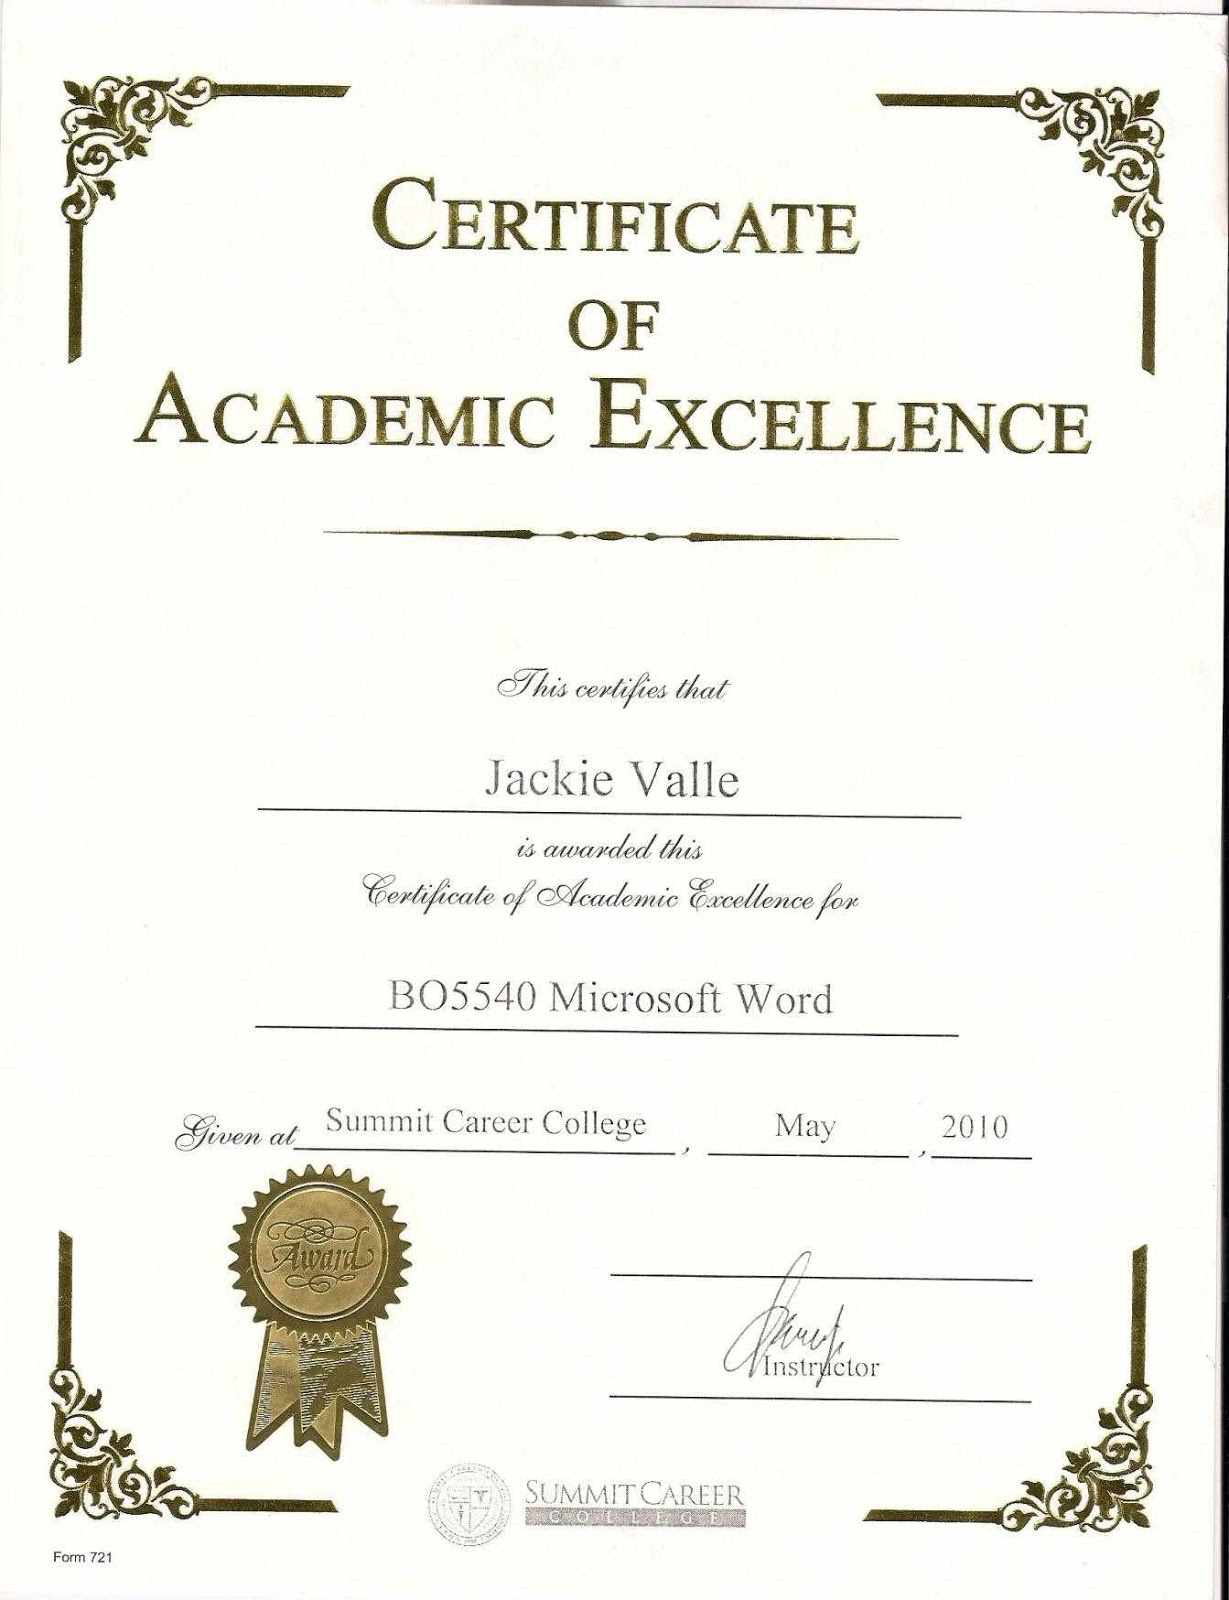 CERTIFICATE
OF
ACADEMIC EXCELLENCE
This certifies that
Jackie Valle
is awarded this
Certificate of Academic Excellence for
BO5540 Microsoft Word
Given at Summit Career College, May, 2010
Award
Instructor
SUMMIT CAREER
COLLEGE
Form 721